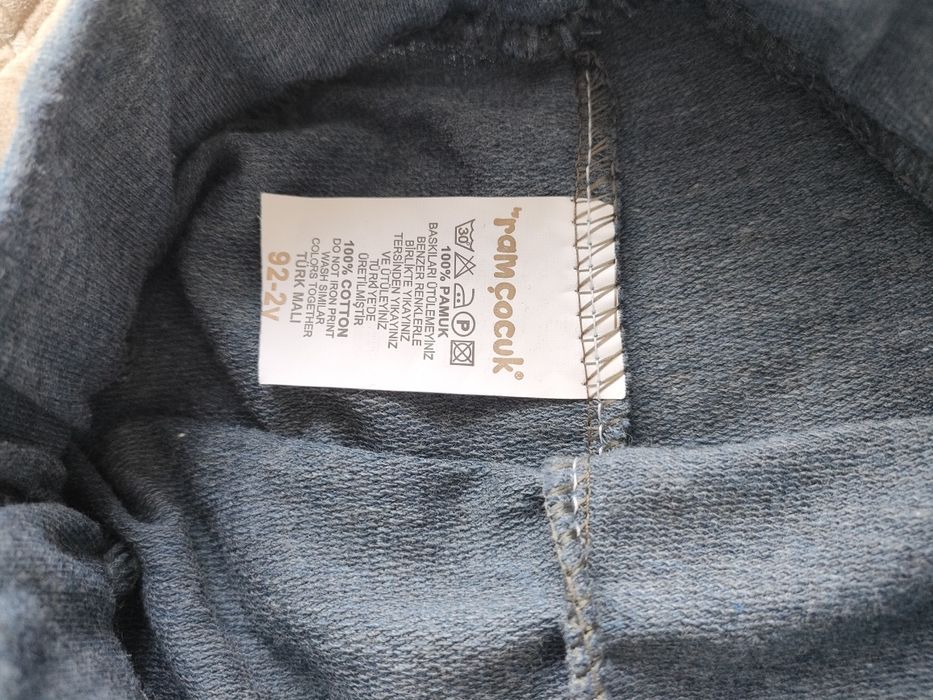 ramçocuk®
30 P
100% PAMUK
BASKILARI ÜTÜLEMEYİNİZ
BENZER RENKLERLE
BİRLİKTE YIKAYINIZ
TERSİNDEN YIKAYINIZ
VE ÜTÜLEYİNİZ
TÜRKİYE'DE
ÜRETİLMİŞTİR
100% COTTON
DO NOT IRON PRINT
WASH SIMILAR
COLORS TOGETHER
TÜRK MALI
92-2y